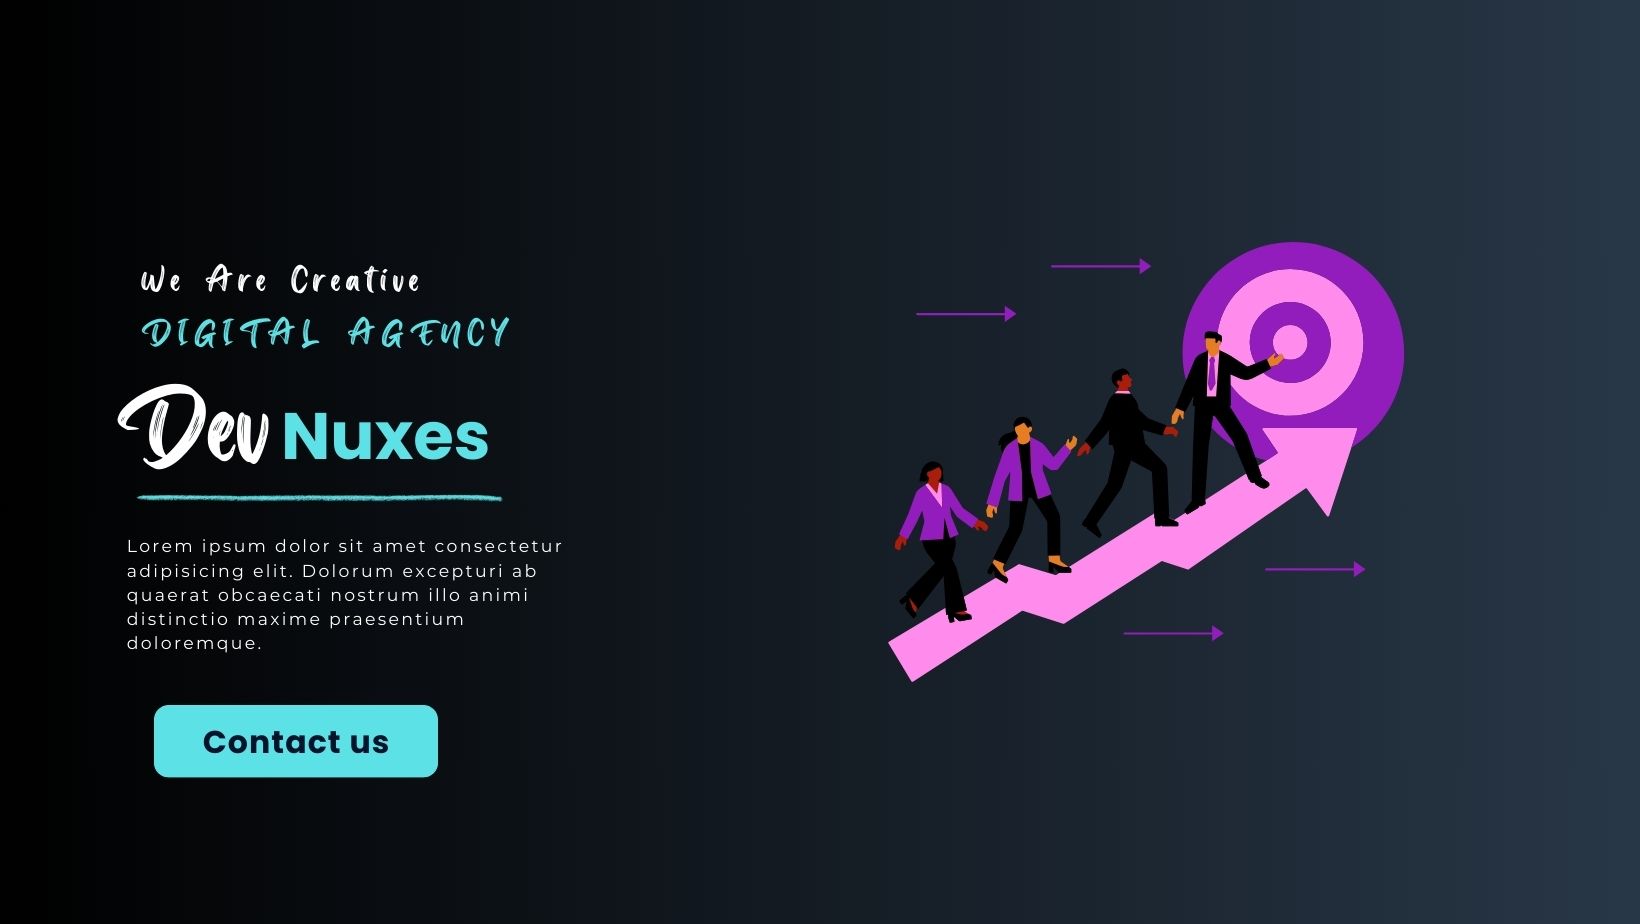 We Are Creative
DIGITAL AGENCY
Dev Nuxes
Lorem ipsum dolor sit amet consectetur
adipisicing elit. Dolorum excepturi ab
quaerat obcaecati nostrum illo animi
distinctio maxime praesentium
doloremque.
Contact us